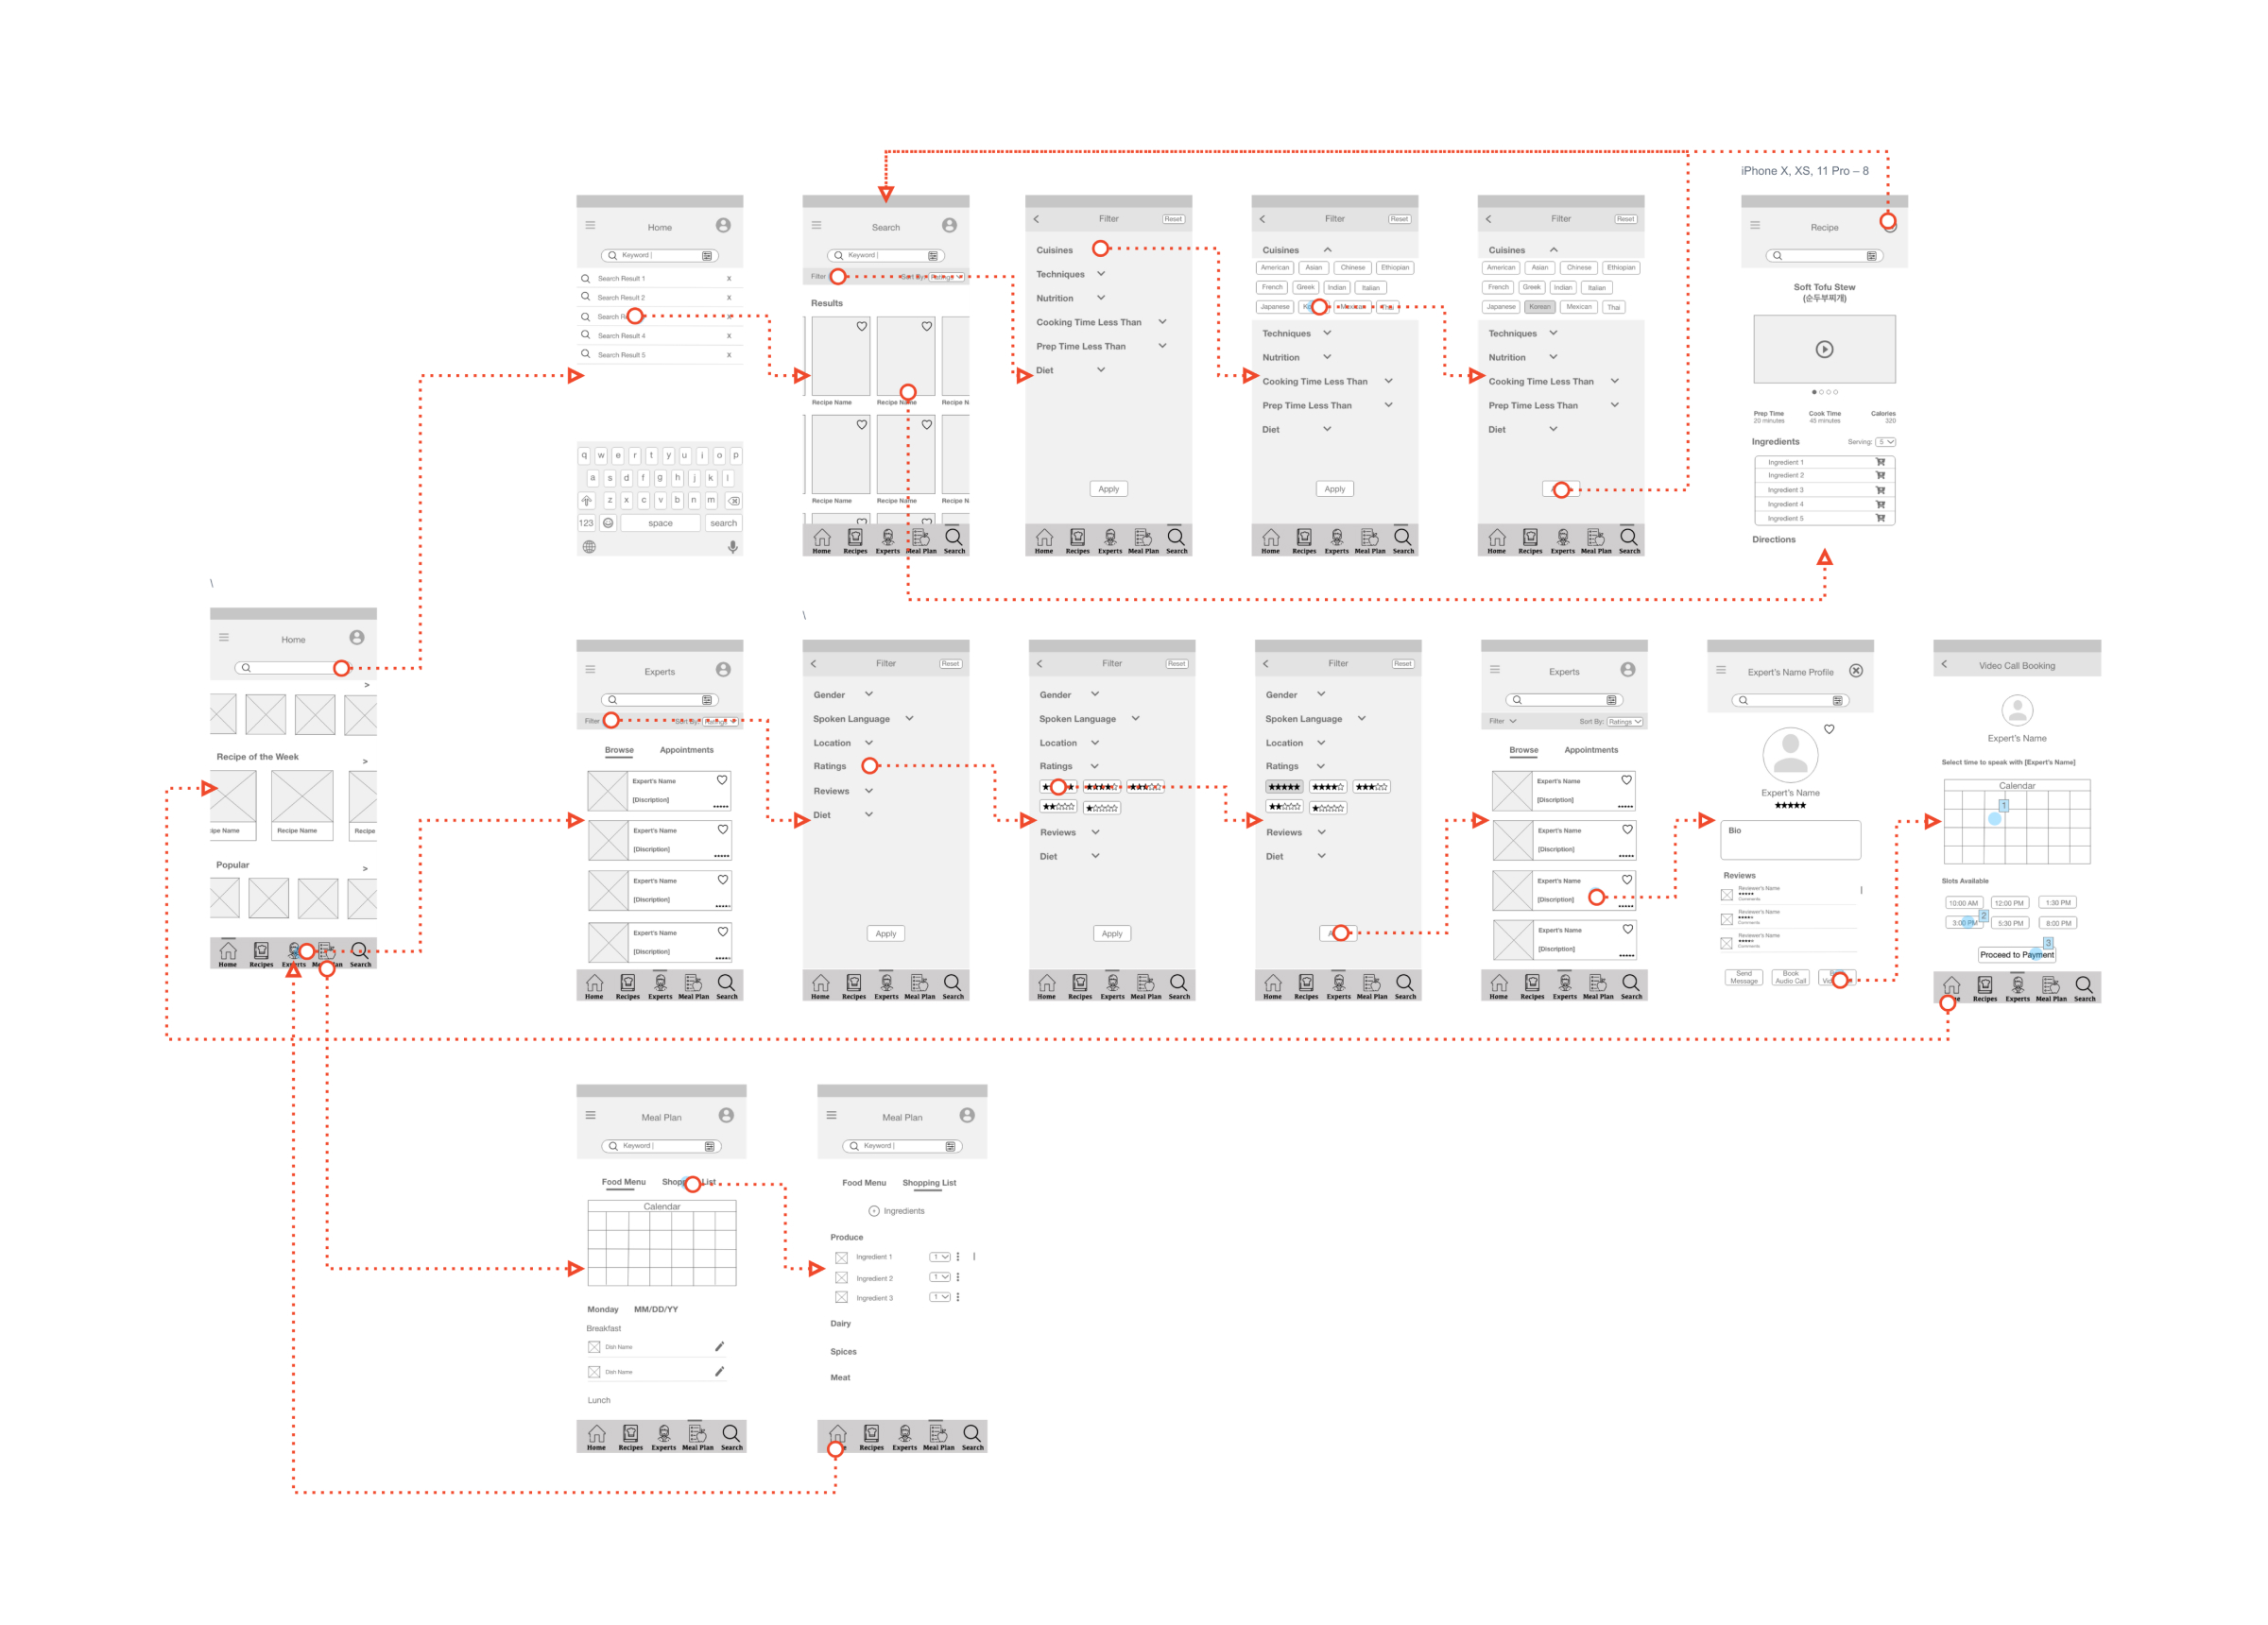 iPhone X, XS, 11 Pro – 8
Home
Keyword |
Search Result 1 x
Search Result 2 x
Search Re x
Search Result 4 x
Search Result 5 x
q w e r t y u i o p
a s d f g h j k l
z x c v b n m
123 space search
Search
Keyword |
Filter Sort By: Ratings
Results
Recipe Name Recipe Name Recipe N
Recipe Name Recipe Name Recipe N
Home Recipes Experts Meal Plan Search
Filter Reset
Cuisines
Techniques
Nutrition
Cooking Time Less Than
Prep Time Less Than
Diet
Apply
Home Recipes Experts Meal Plan Search
Filter Reset
Cuisines
American Asian Chinese Ethiopian
French Greek Indian Italian
Japanese Ko Mexican Thai
Techniques
Nutrition
Cooking Time Less Than
Prep Time Less Than
Diet
Apply
Home Recipes Experts Meal Plan Search
Filter Reset
Cuisines
American Asian Chinese Ethiopian
French Greek Indian Italian
Japanese Korean Mexican Thai
Techniques
Nutrition
Cooking Time Less Than
Prep Time Less Than
Diet
Home Recipes Experts Meal Plan Search
Recipe
Soft Tofu Stew
(순두부찌개)
Prep Time Cook Time Calories
20 minutes 45 minutes 320
Ingredients Serving: 5
Ingredient 1
Ingredient 2
Ingredient 3
Ingredient 4
Ingredient 5
Directions
\
\
Home
>
Recipe of the Week
>
ipe Name Recipe Name Recipe
Popular
>
Home Recipes Experts Meal Plan Search
Experts
Filter Sort By: Ratings
Browse Appointments
Expert's Name
[Discription]
Expert's Name
[Discription]
Expert's Name
[Discription]
Expert's Name
[Discription]
Home Recipes Experts Meal Plan Search
Filter Reset
Gender
Spoken Language
Location
Ratings
Reviews
Diet
Apply
Home Recipes Experts Meal Plan Search
Filter Reset
Gender
Spoken Language
Location
Ratings
Reviews
Diet
Apply
Home Recipes Experts Meal Plan Search
Filter Reset
Gender
Spoken Language
Location
Ratings
Reviews
Diet
Home Recipes Experts Meal Plan Search
Experts
Filter Sort By: Ratings
Browse Appointments
Expert's Name
[Discription]
Expert's Name
[Discription]
Expert's Name
[Discription]
Expert's Name
[Discription]
Home Recipes Experts Meal Plan Search
Expert's Name Profile
Expert's Name
Bio
Reviews
Reviewer's Name
Comments
Reviewer's Name
Comments
Reviewer's Name
Comments
Send Message
Book Audio Call
Video Booking
Video Call Booking
Expert's Name
Select time to speak with [Expert's Name]
Calendar
1
Slots Available
10:00 AM 12:00 PM 1:30 PM
3:00 PM 2 5:30 PM 8:00 PM
3
Proceed to Payment
Recipes Experts Meal Plan Search
Meal Plan
Keyword |
Food Menu Shopping List
Calendar
Monday MM/DD/YY
Breakfast
Dish Name
Dish Name
Lunch
Home Recipes Experts Meal Plan Search
Meal Plan
Keyword |
Food Menu Shopping List
Ingredients
Produce
Ingredient 1 1
Ingredient 2 1
Ingredient 3 1
Dairy
Spices
Meat
Recipes Experts Meal Plan Search